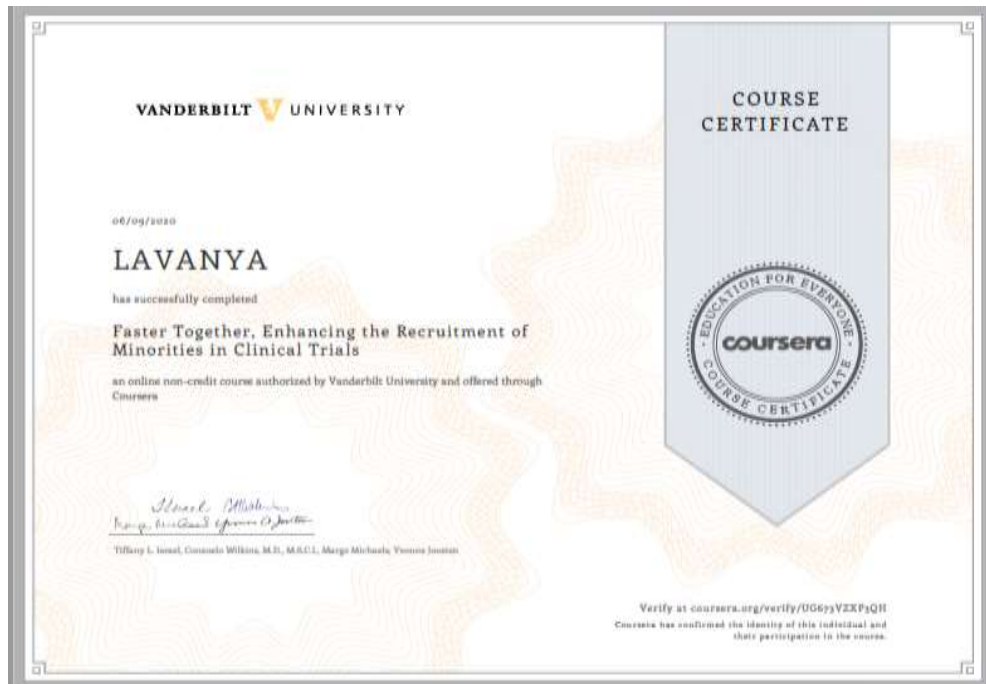 VANDERBILT UNIVERSITY
COURSE
CERTIFICATE
06/09/2020
LAVANYA
has successfully completed
Faster Together, Enhancing the Recruitment of
Minorities in Clinical Trials
an online non-credit course authorized by Vanderbilt University and offered through
Coursera
EDUCATION FOR EVERYONE
coursera
COURSE CERTIFICATE
Tiffany L. Israel, Consuelo Wilkins, M.D., M.S.C.I., Margo Michaels, Yvonne Joosten
Verify at coursera.org/verify/UG673VZXP3QH
Coursera has confirmed the identity of this individual and
their participation in the course.